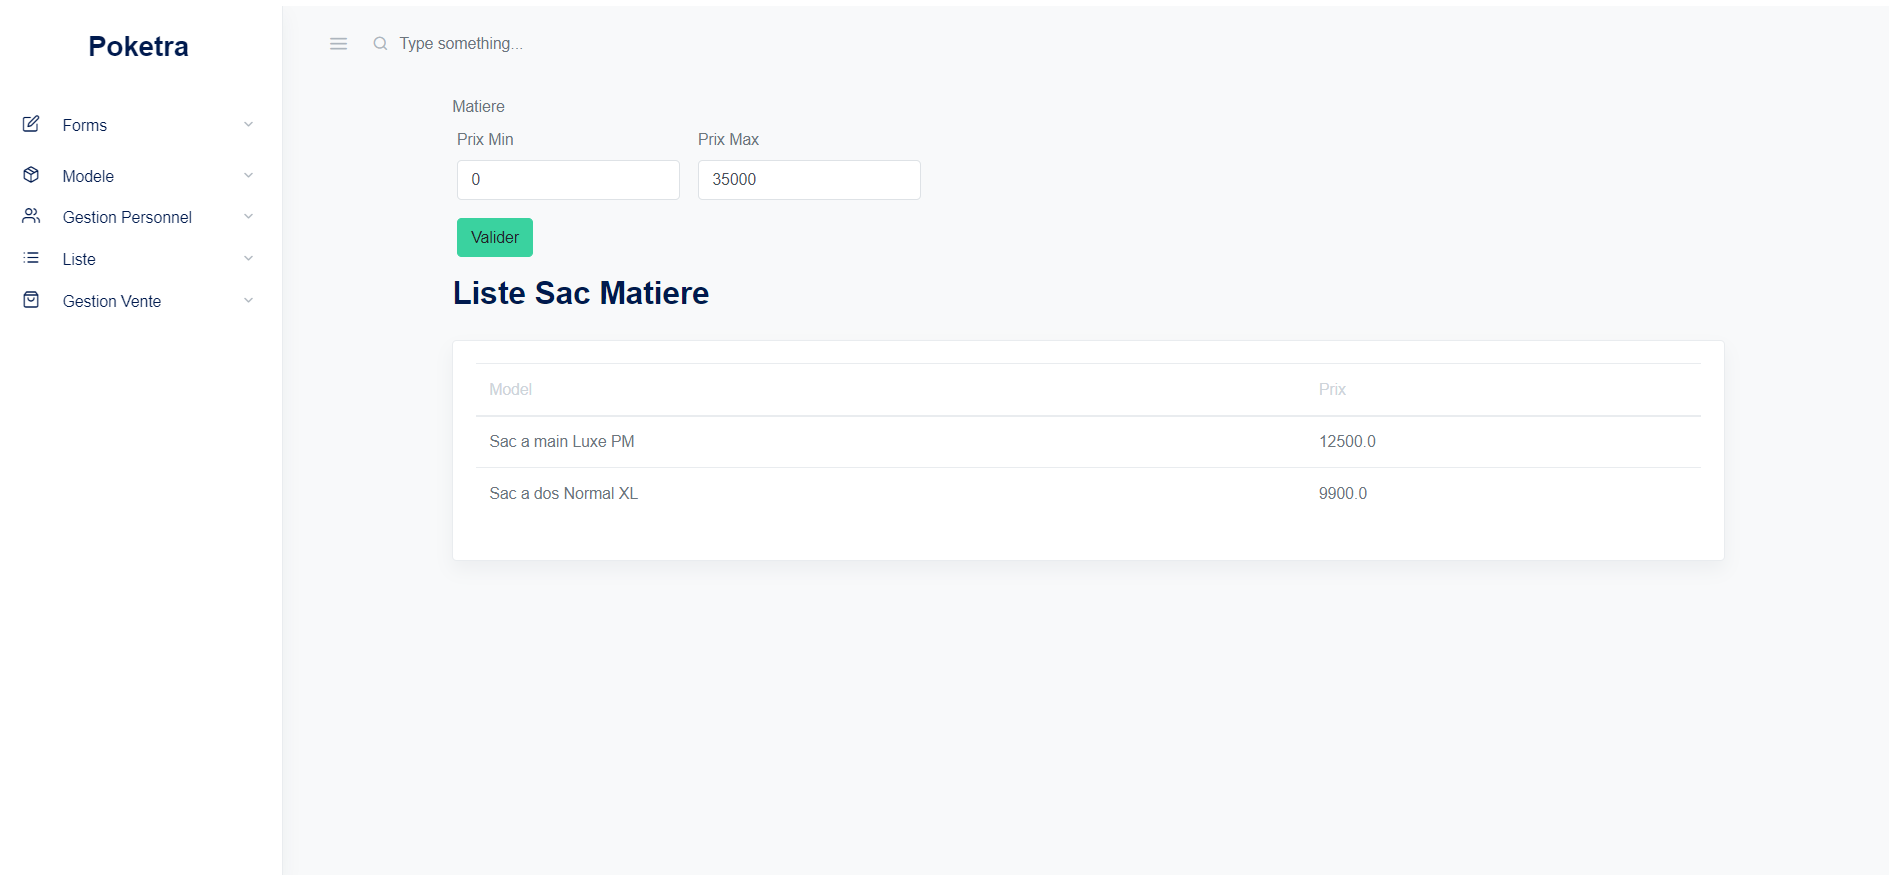 Poketra
Forms
Modele
Gestion Personnel
Liste
Gestion Vente
Type something...
Matiere
Prix Min Prix Max
0 35000
Valider
Liste Sac Matiere
Model Prix
Sac a main Luxe PM 12500.0
Sac a dos Normal XL 9900.0